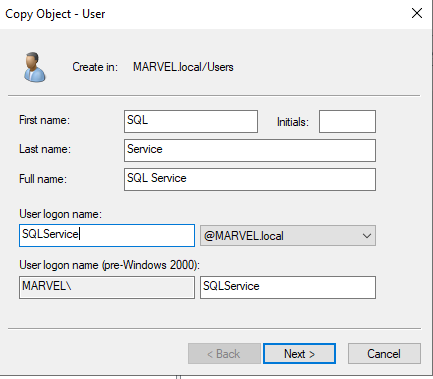 Copy Object - User
Create in: MARVEL.local/Users
First name: SQL Initials:
Last name: Service
Full name: SQL Service
User logon name:
SQLService @MARVEL.local
User logon name (pre-Windows 2000):
MARVEL\ SQLService
< Back Next > Cancel